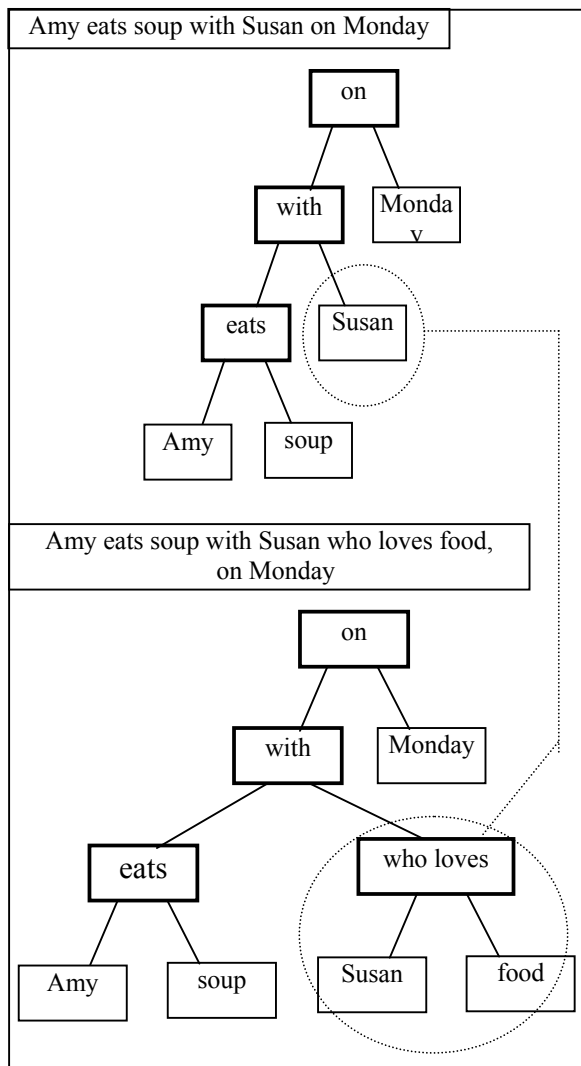 Amy eats soup with Susan on Monday
on
with
Monda
y
eats
Susan
Amy
soup
Amy eats soup with Susan who loves food,
on Monday
on
with
Monday
eats
who loves
Amy
soup
Susan
food